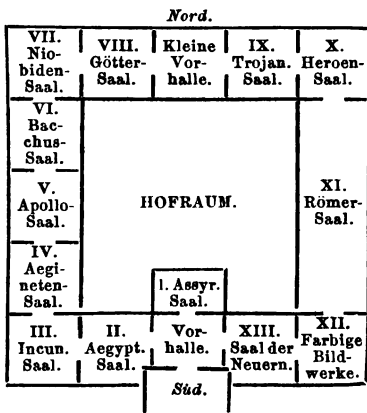 Nord.
VII.
Nio-
biden-
Saal.
VIII.
Götter-
Saal.
Kleine
Vor-
halle.
IX.
Trojan.
Saal.
X.
Heroen-
Saal.
VI.
Bac-
chus-
Saal.
V.
Apollo-
Saal.
IV.
Aegi-
neten-
Saal.
HOFRAUM.
XI.
Römer-
Saal.
I. Assyr.
Saal.
III.
Incun.
Saal.
II.
Aegypt.
Saal.
Vor-
halle.
XIII.
Saal der
Neuern.
XII.
Farbige
Bild-
werke.
Süd.